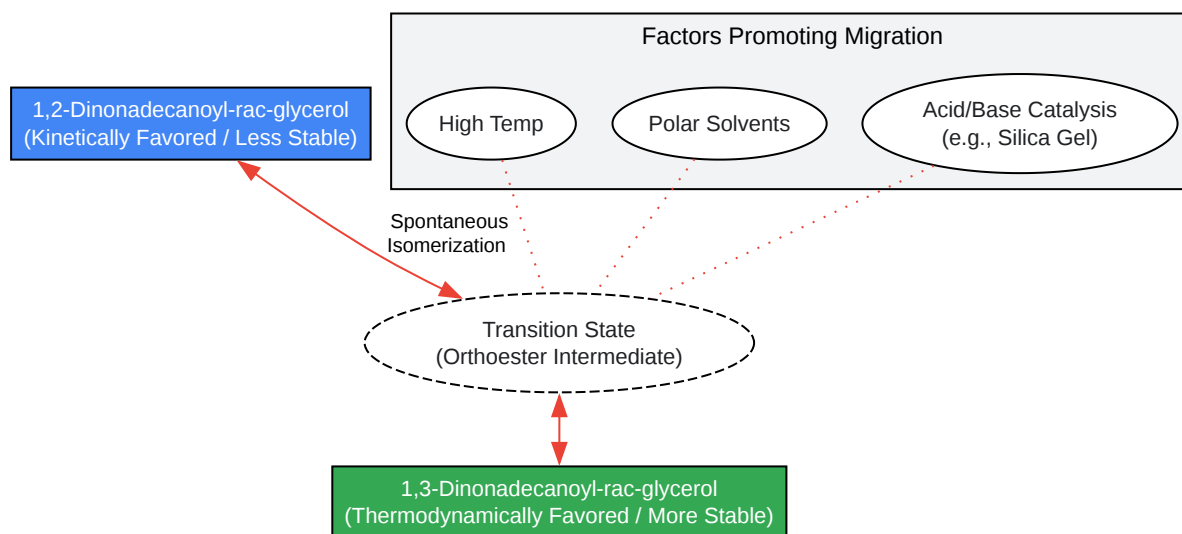 Factors Promoting Migration
1,2-Dinonadecanoyl-rac-glycerol
(Kinetically Favored / Less Stable)
High Temp
Polar Solvents
Acid/Base Catalysis
(e.g., Silica Gel)
Spontaneous
Isomerization
Transition State
(Orthoester Intermediate)
1,3-Dinonadecanoyl-rac-glycerol
(Thermodynamically Favored / More Stable)